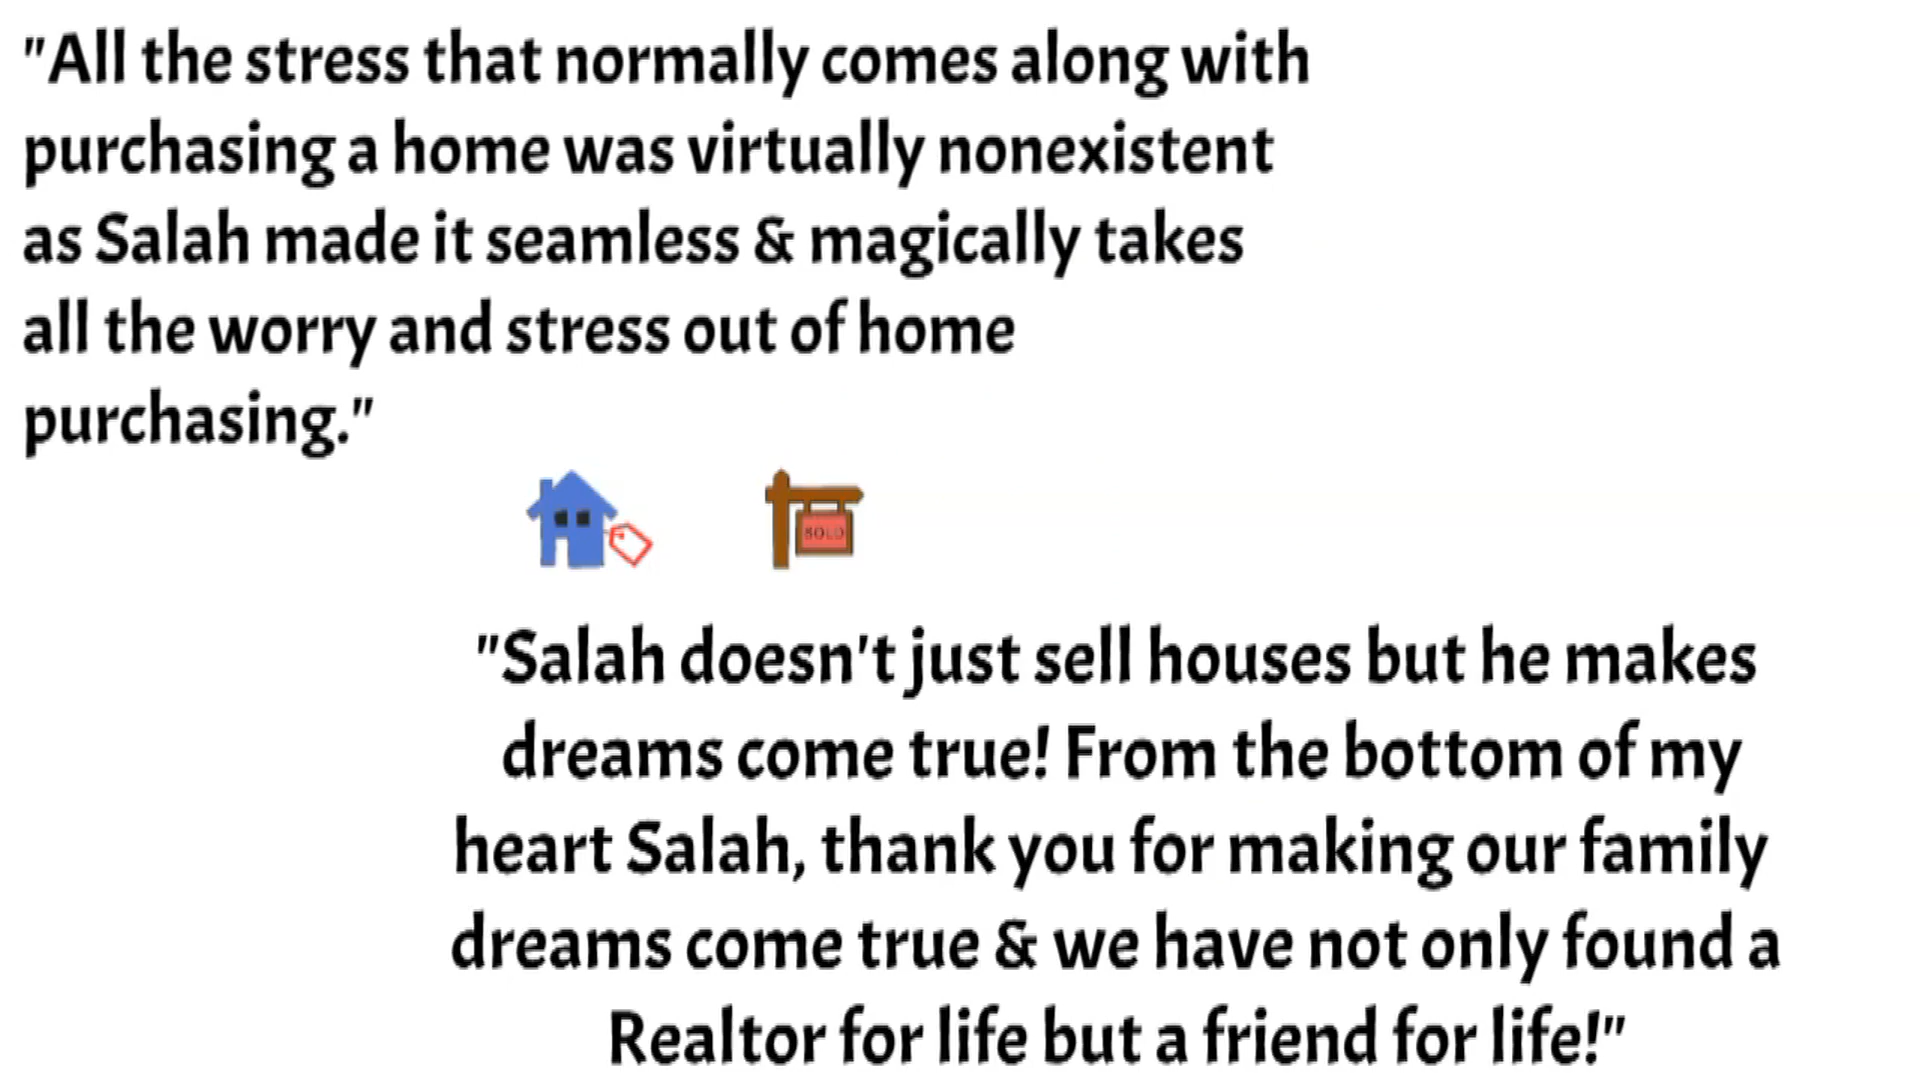 "All the stress that normally comes along with
purchasing a home was virtually nonexistent
as Salah made it seamless & magically takes
all the worry and stress out of home
purchasing."
SOLD
"Salah doesn't just sell houses but he makes
dreams come true! From the bottom of my
heart Salah, thank you for making our family
dreams come true & we have not only found a
Realtor for life but a friend for life!"